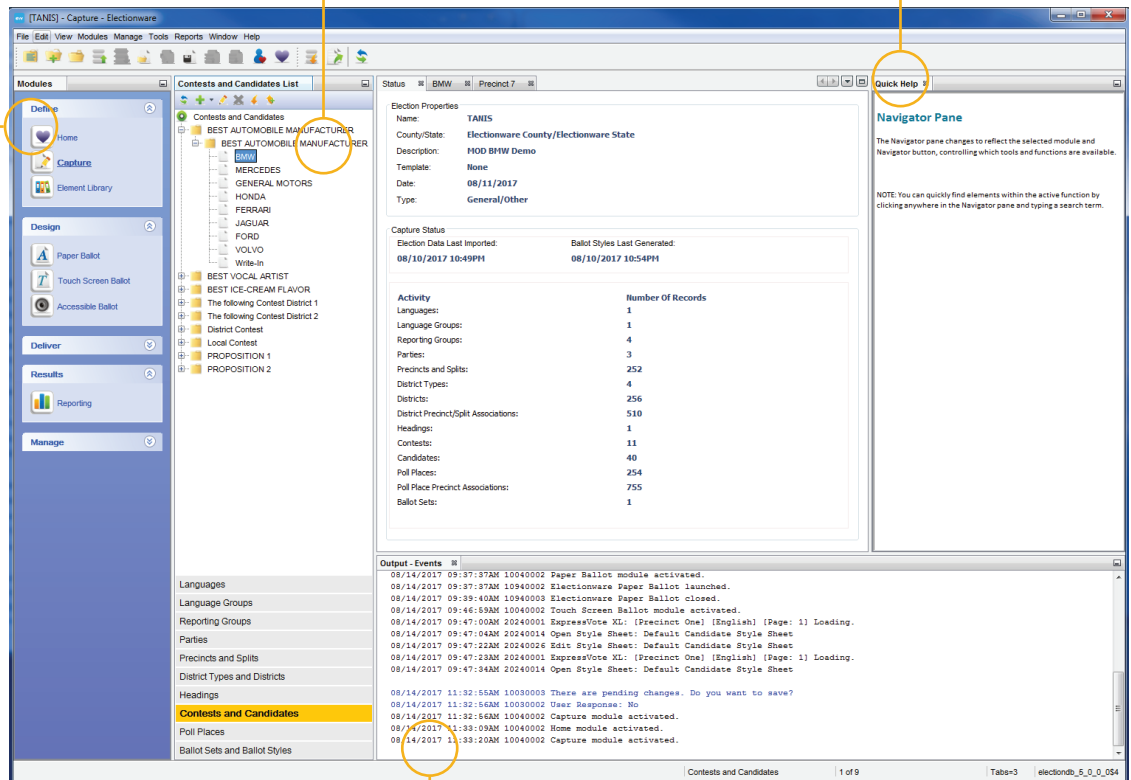 [TANIS] - Capture - Electionware
File Edit View Modules Manage Tools Reports Window Help
Modules
Define
Home
Capture
Element Library
Design
Paper Ballot
Touch Screen Ballot
Accessible Ballot
Deliver
Results
Reporting
Manage
Contests and Candidates List
Contests and Candidates
BEST AUTOMOBILE MANUFACTURER
BEST AUTOMOBILE MANUFACTURER
BMW
MERCEDES
GENERAL MOTORS
HONDA
FERRARI
JAGUAR
FORD
VOLVO
Write-In
BEST VOCAL ARTIST
BEST ICE-CREAM FLAVOR
The following Contest District 1
The following Contest District 2
District Contest
Local Contest
PROPOSITION 1
PROPOSITION 2
Languages
Language Groups
Reporting Groups
Parties
Precincts and Splits
District Types and Districts
Headings
Contests and Candidates
Poll Places
Ballot Sets and Ballot Styles
Status BMW Precinct 7
Election Properties
Name: TANIS
County/State: Electionware County/Electionware State
Description: MOD BMW Demo
Template: None
Date: 08/11/2017
Type: General/Other
Capture Status
Election Data Last Imported: Ballot Styles Last Generated:
08/10/2017 10:49PM 08/10/2017 10:54PM
Activity Number Of Records
Languages: 1
Language Groups: 1
Reporting Groups: 4
Parties: 3
Precincts and Splits: 252
District Types: 4
Districts: 256
District Precinct/Split Associations: 510
Headings: 1
Contests: 11
Candidates: 40
Poll Places: 254
Poll Place Precinct Associations: 755
Ballot Sets: 1
Quick Help
Navigator Pane
The Navigator pane changes to reflect the selected module and
Navigator button, controlling which tools and functions are available.
NOTE: You can quickly find elements within the active function by
clicking anywhere in the Navigator pane and typing a search term.
Output - Events
08/14/2017 09:37:37AM 10040002 Paper Ballot module activated.
08/14/2017 09:37:37AM 10940002 Electionware Paper Ballot launched.
08/14/2017 09:39:40AM 10940003 Electionware Paper Ballot closed.
08/14/2017 09:46:59AM 10040002 Touch Screen Ballot module activated.
08/14/2017 09:47:00AM 20240001 ExpressVote XL: [Precinct One] [English] [Page: 1] Loading.
08/14/2017 09:47:04AM 20240014 Open Style Sheet: Default Candidate Style Sheet
08/14/2017 09:47:22AM 20240026 Edit Style Sheet: Default Candidate Style Sheet
08/14/2017 09:47:23AM 20240001 ExpressVote XL: [Precinct One] [English] [Page: 1] Loading.
08/14/2017 09:47:34AM 20240014 Open Style Sheet: Default Candidate Style Sheet
08/14/2017 11:32:55AM 10030003 There are pending changes. Do you want to save?
08/14/2017 11:32:56AM 10030002 User Response: No
08/14/2017 11:32:56AM 10040002 Capture module activated.
08/14/2017 11:33:09AM 10040002 Home module activated.
08/14/2017 11:33:20AM 10040002 Capture module activated.
Contests and Candidates 1 of 9 Tabs=3 electiondb_5_0_0_0$4